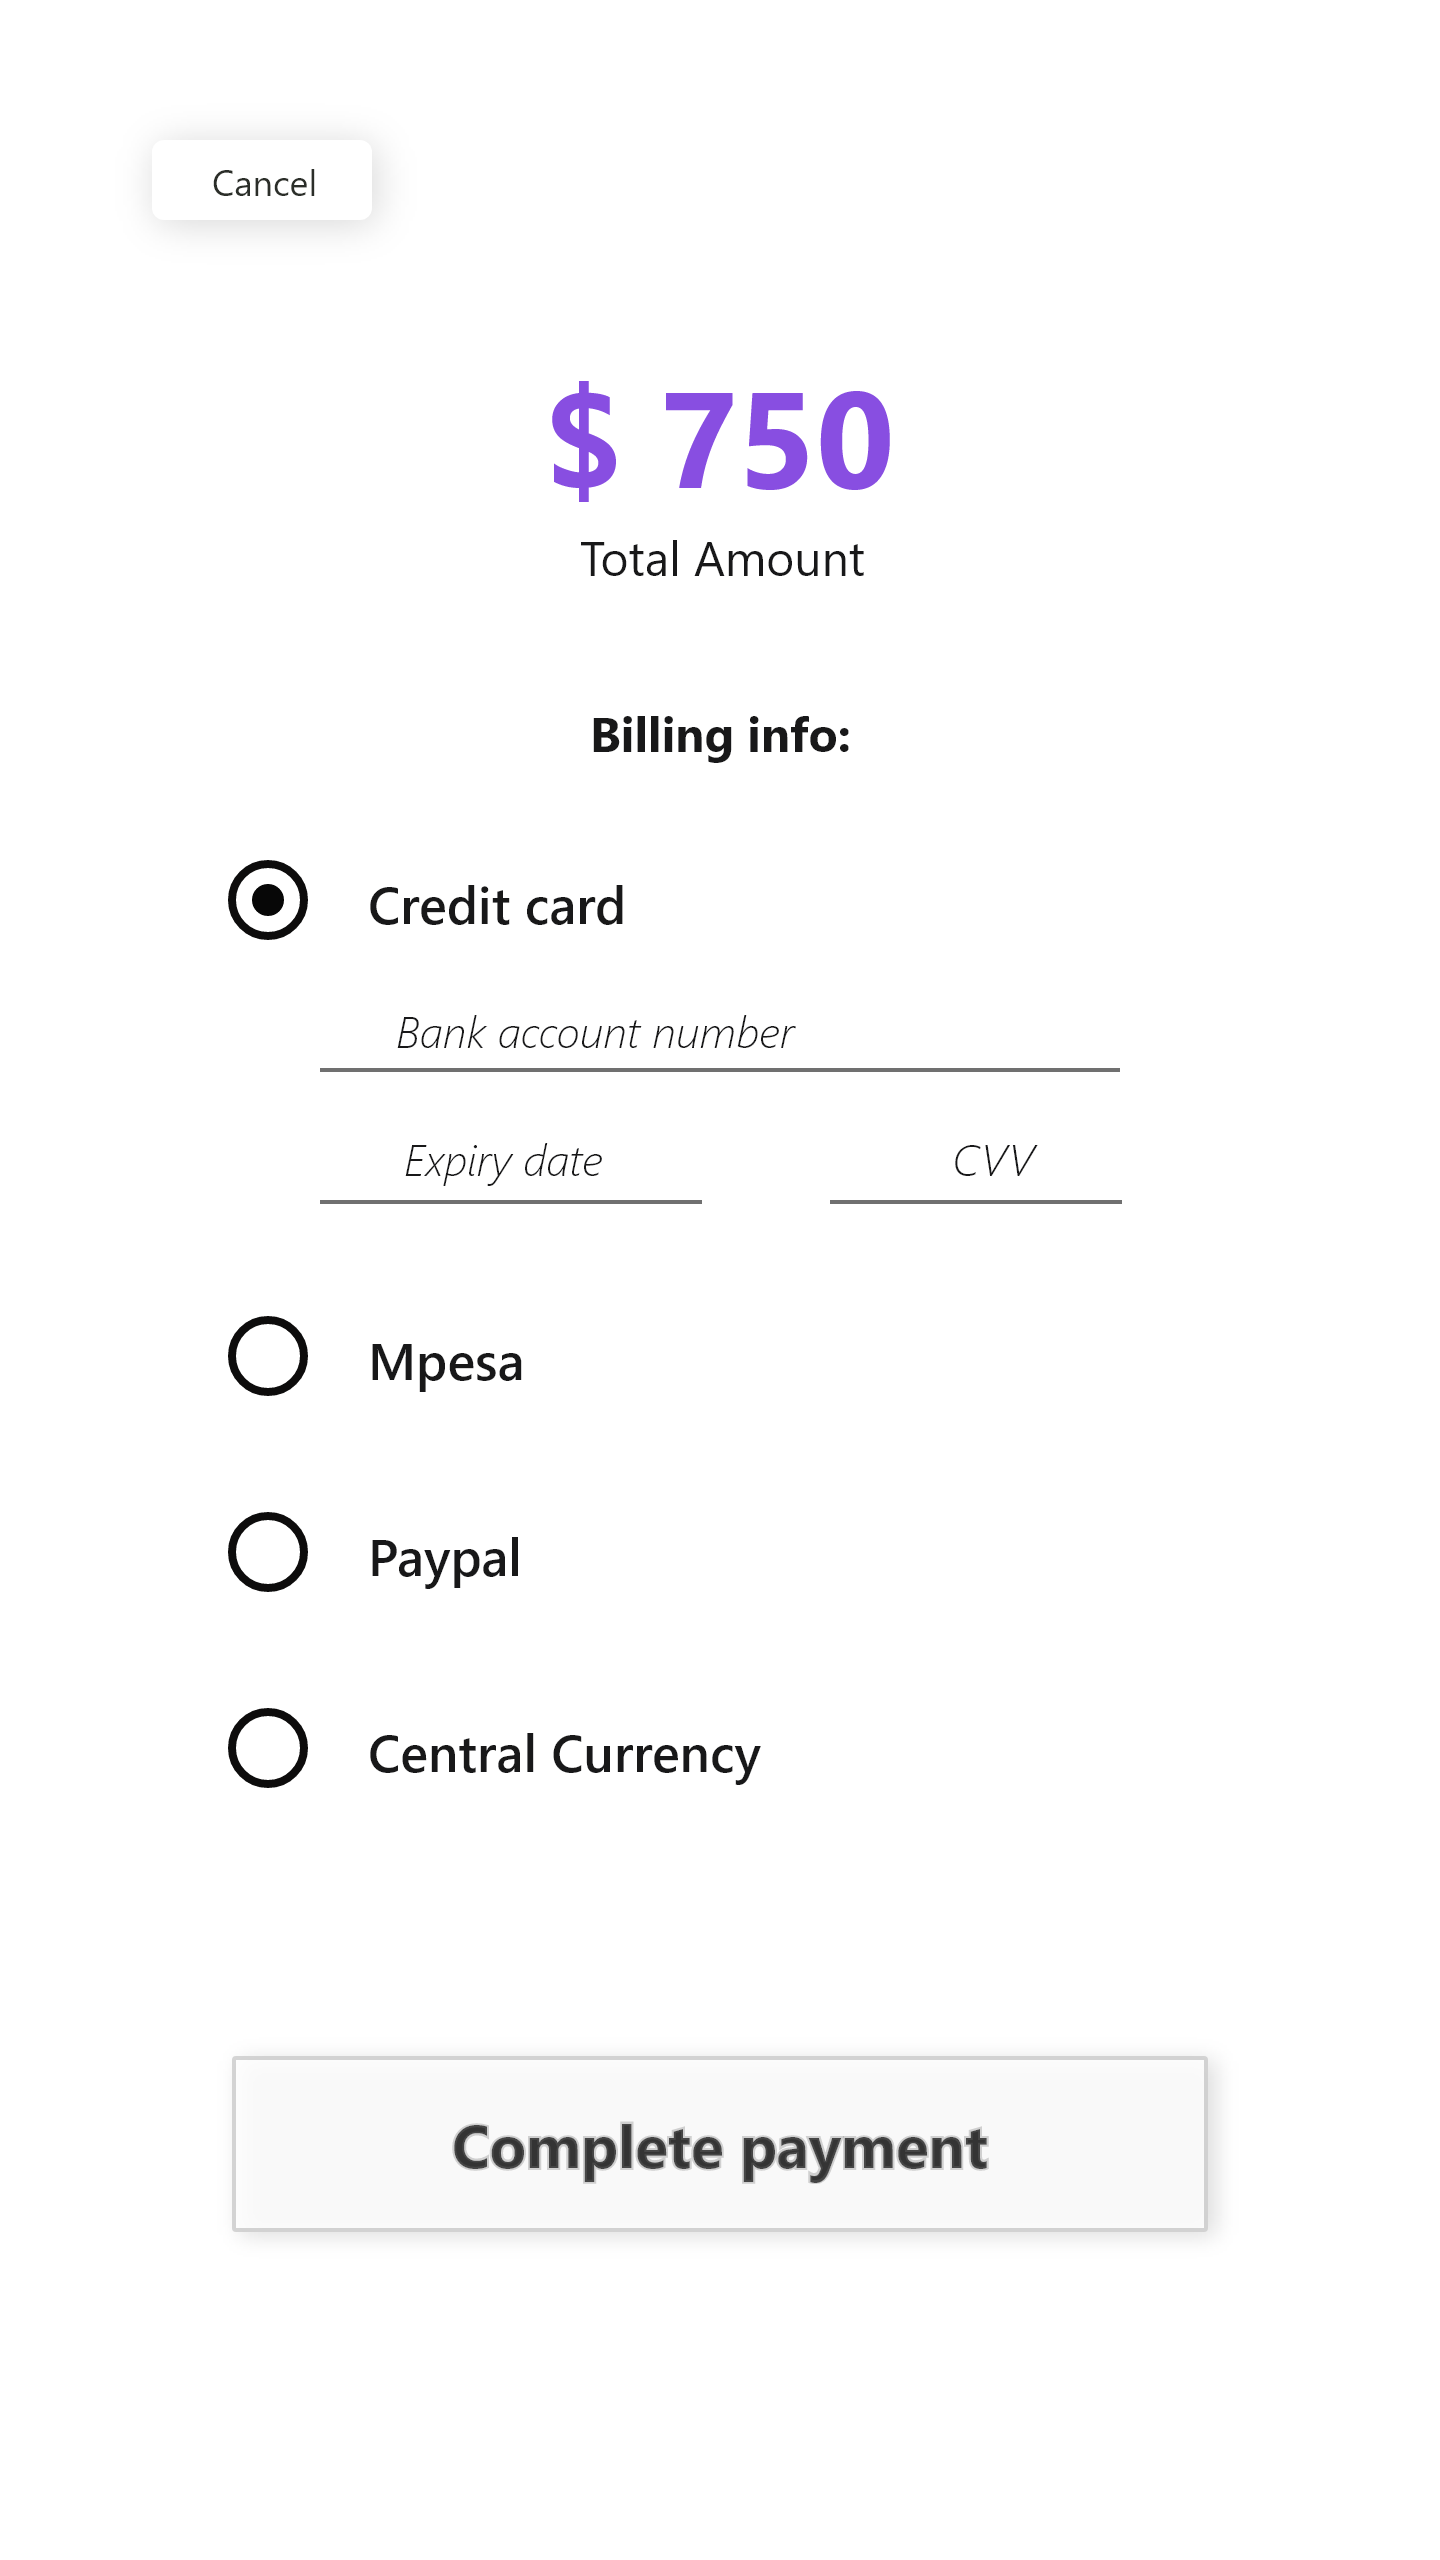 Cancel
$ 750
Total Amount
Billing info:
Credit card
Bank account number
Expiry date CVV
Mpesa
Paypal
Central Currency
Complete payment